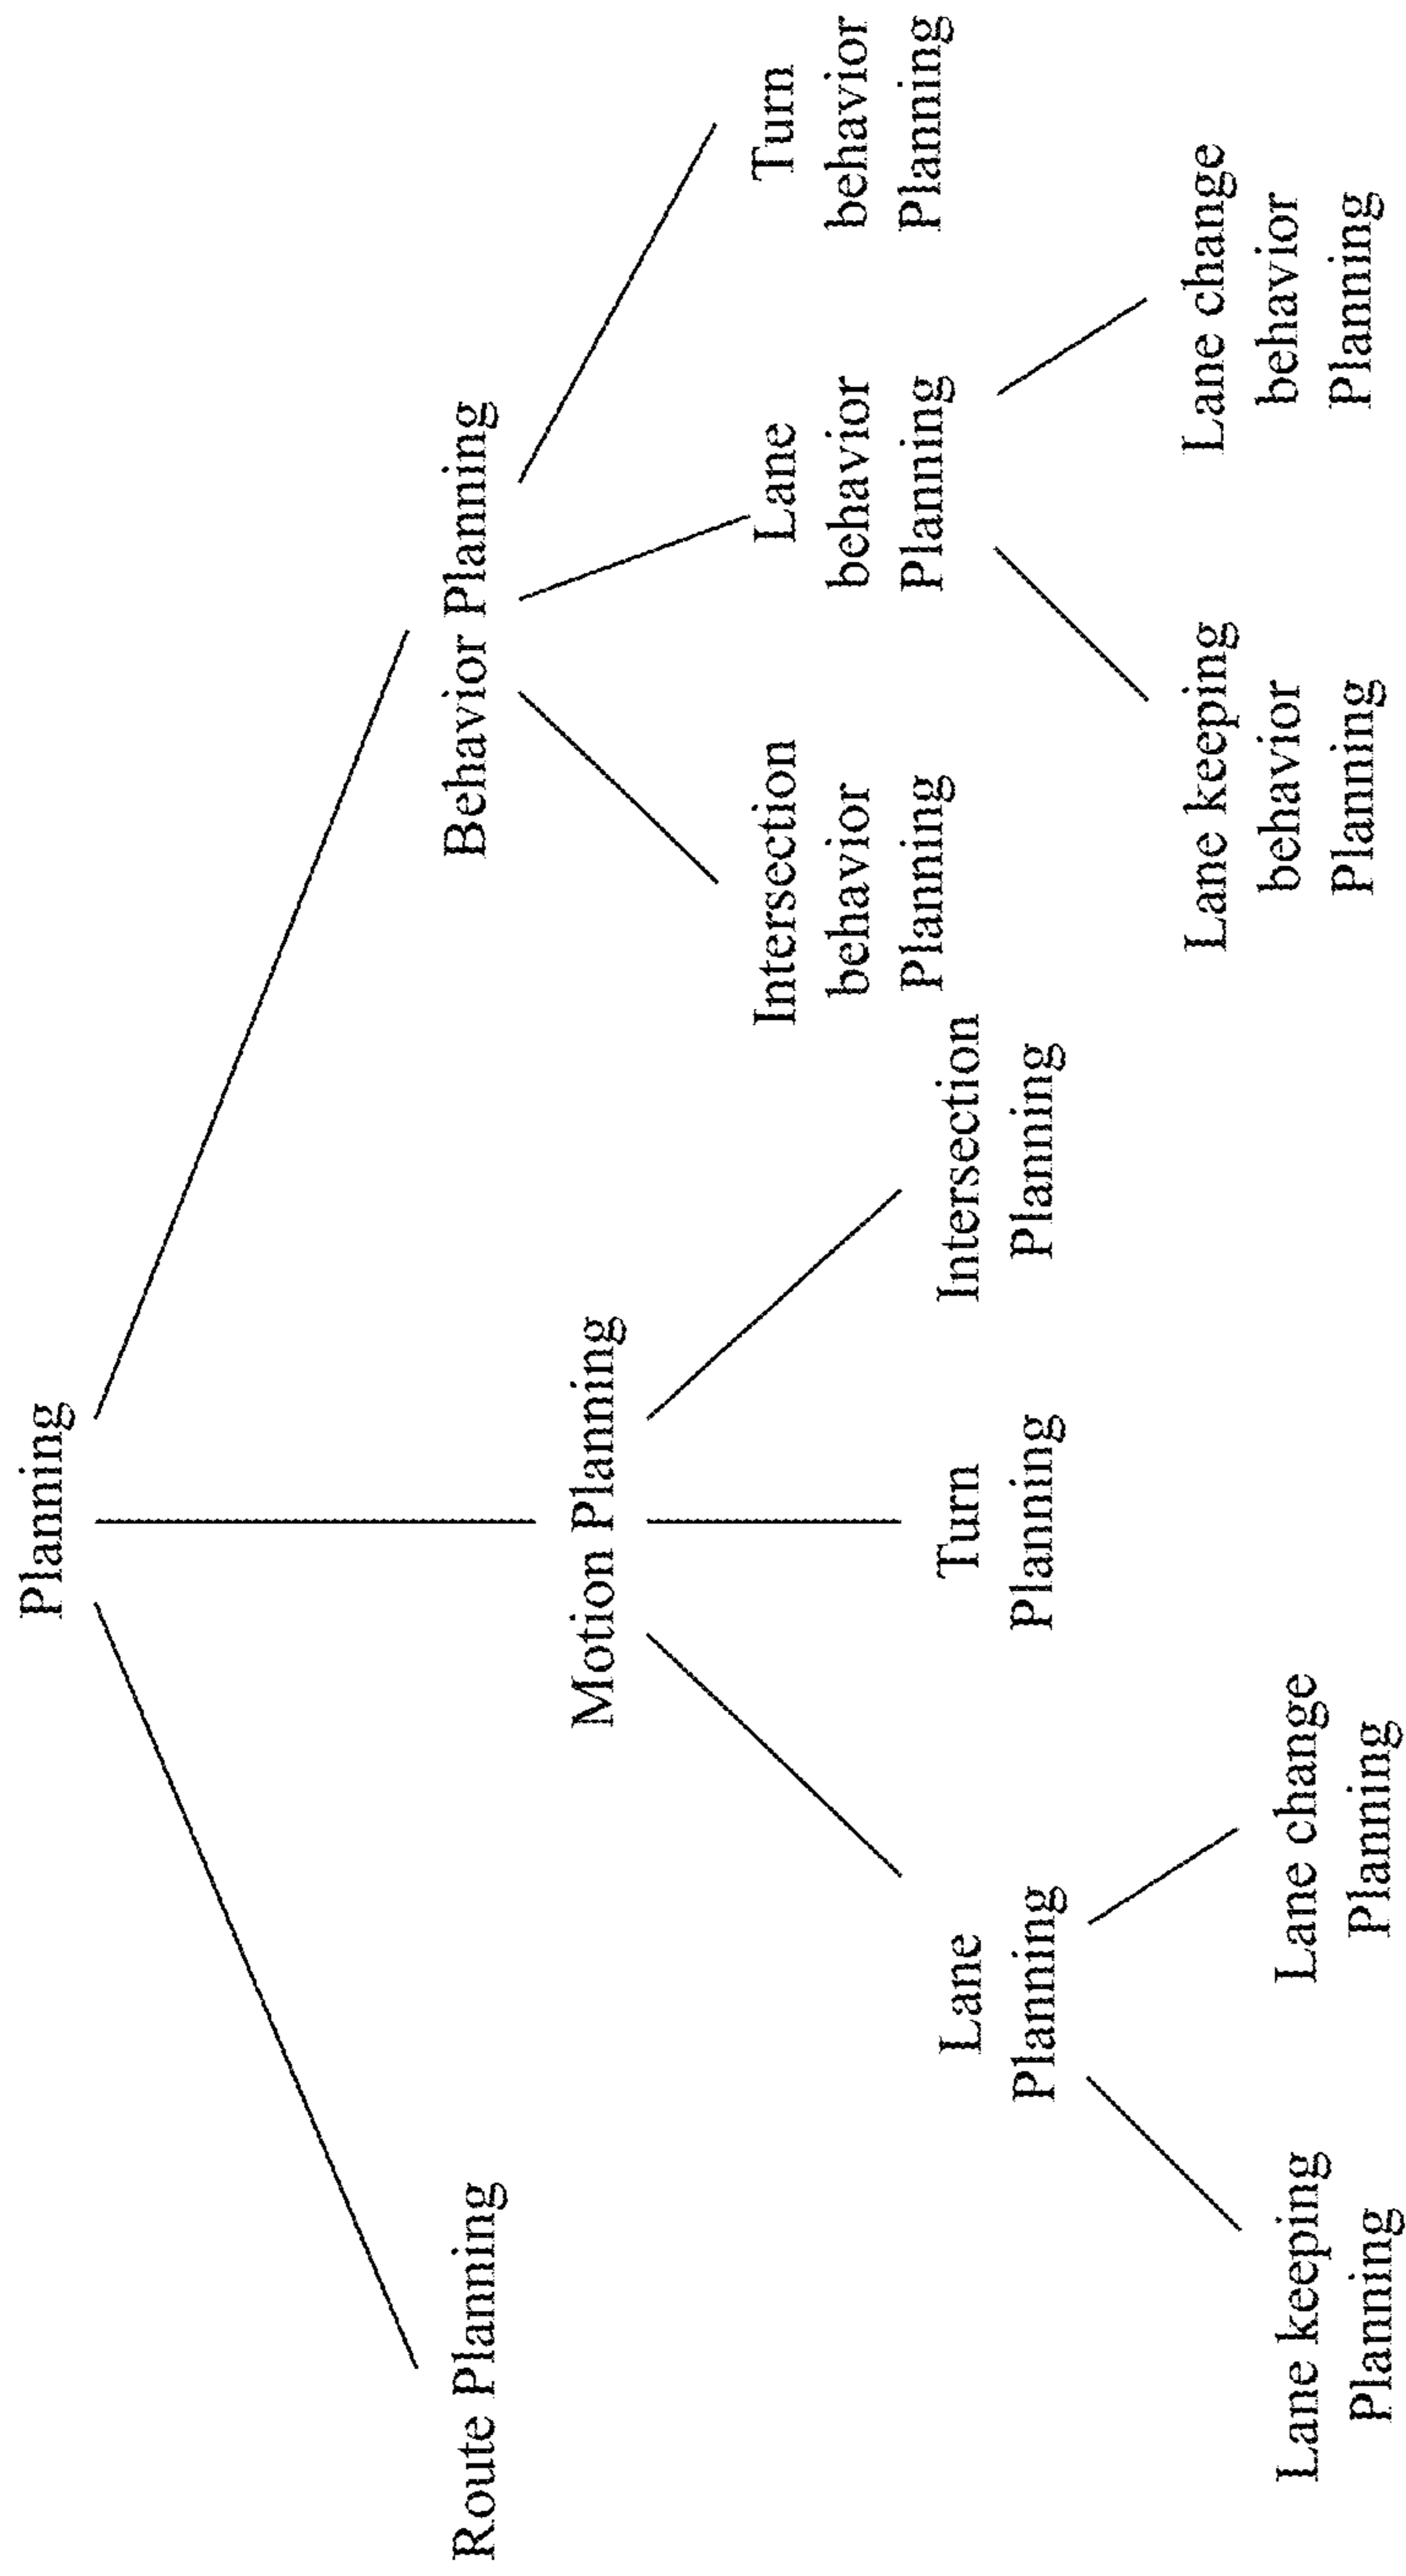 Planning
Route Planning
Motion Planning
Behavior Planning
Lane
Planning
Turn
Planning
Intersection
Planning
Intersection
behavior
Planning
Lane
behavior
Planning
Turn
behavior
Planning
Lane keeping
Planning
Lane change
Planning
Lane keeping
behavior
Planning
Lane change
behavior
Planning